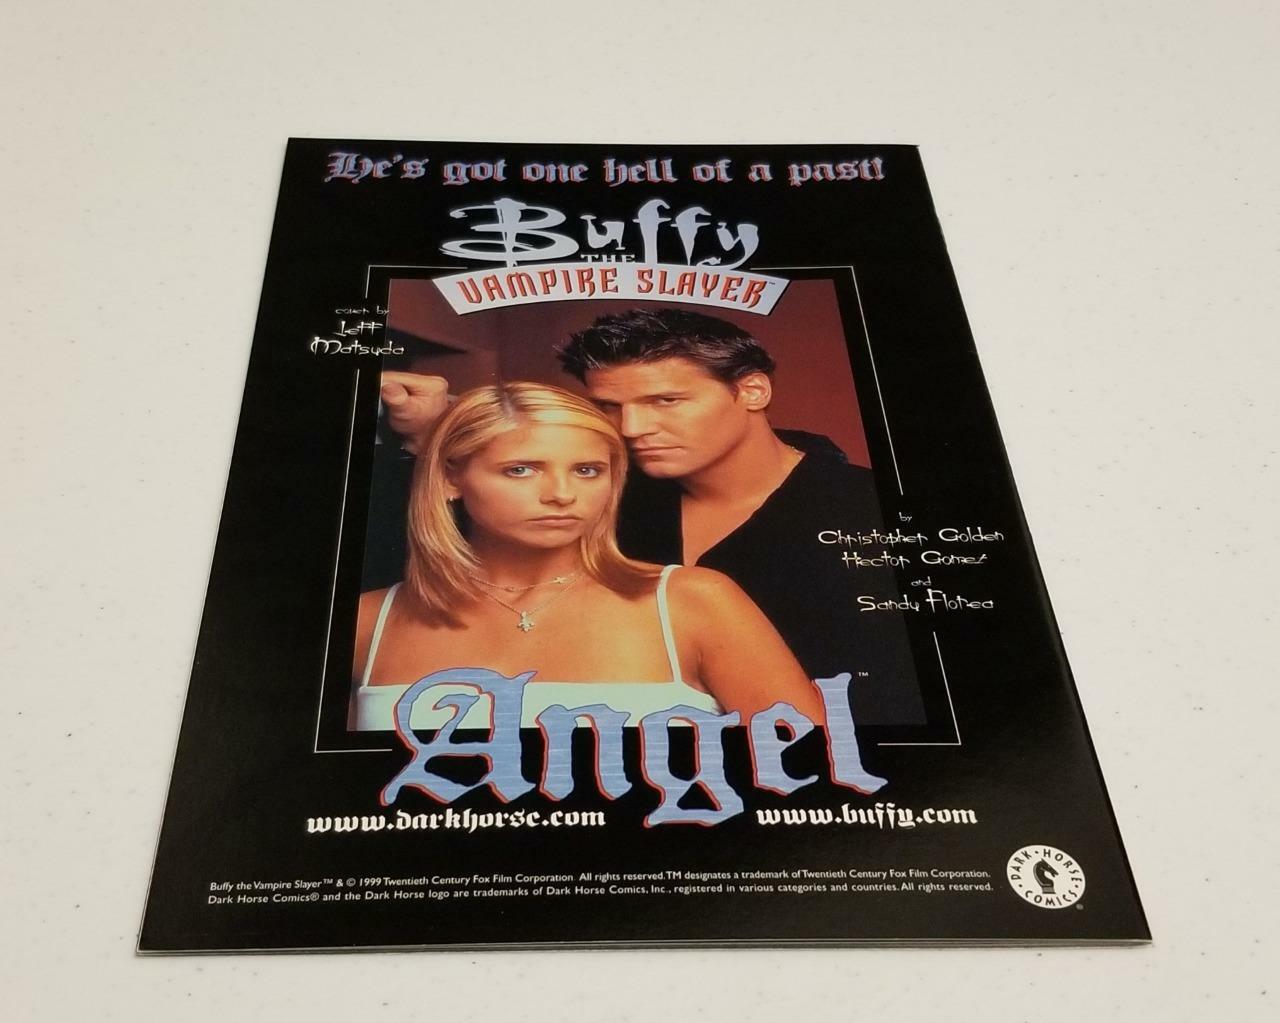 He's got one hell of a past!
Buffy
THE
VAMPIRE SLAYER™
cover by
Jeff
Matsuda
by
Christopher Golden
Hector Gomez
and
Sandy Florea
Angel™
www.darkhorse.com
www.buffy.com
Buffy the Vampire Slayer™ & © 1999 Twentieth Century Fox Film Corporation. All rights reserved. TM designates a trademark of Twentieth Century Fox Film Corporation.
Dark Horse Comics® and the Dark Horse logo are trademarks of Dark Horse Comics, Inc., registered in various categories and countries. All rights reserved.
DARK · HORSE · COMICS ·®